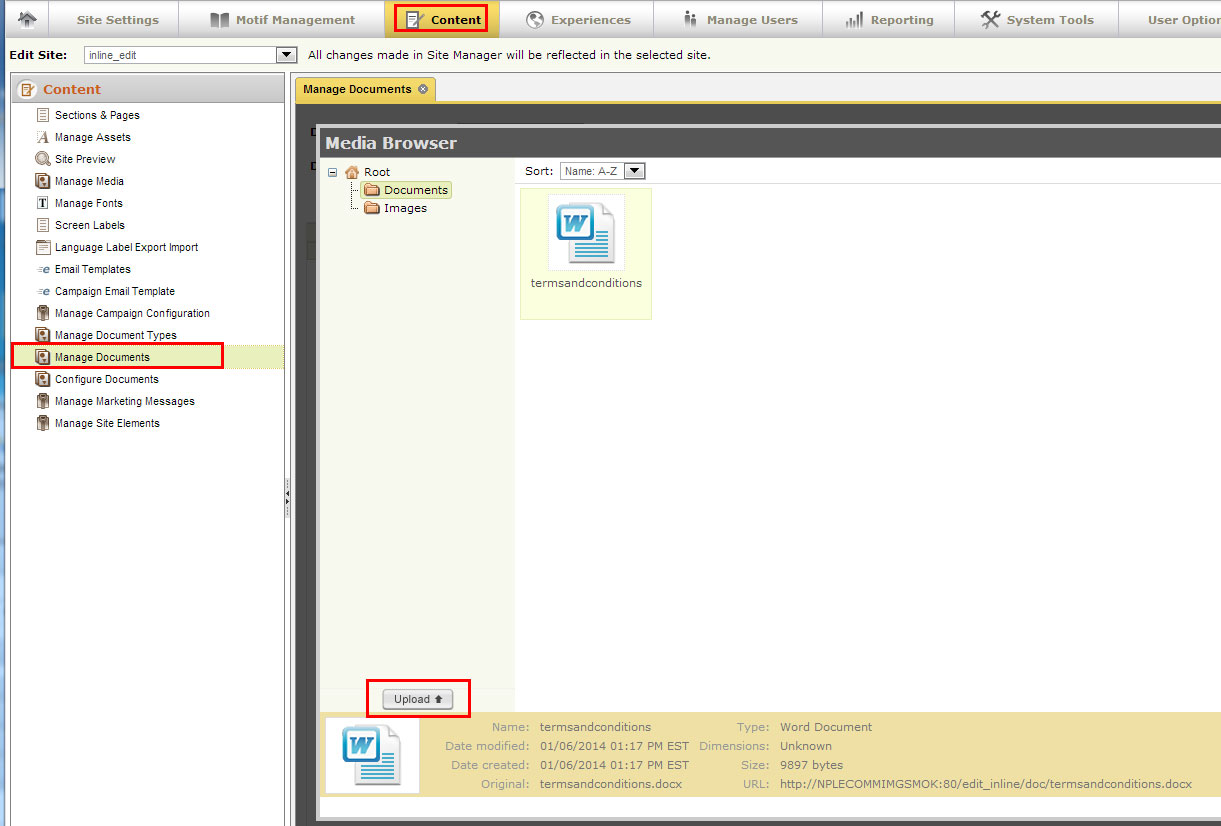 Site Settings Motif Management Content Experiences Manage Users Reporting System Tools User Option
Edit Site: inline_edit All changes made in Site Manager will be reflected in the selected site.
Content
Sections & Pages
Manage Assets
Site Preview
Manage Media
Manage Fonts
Screen Labels
Language Label Export Import
Email Templates
Campaign Email Template
Manage Campaign Configuration
Manage Document Types
Manage Documents
Configure Documents
Manage Marketing Messages
Manage Site Elements
Manage Documents
Media Browser
Root
Documents
Images
Sort: Name: A-Z
termsandconditions
Upload
Name: termsandconditions Type: Word Document
Date modified: 01/06/2014 01:17 PM EST Dimensions: Unknown
Date created: 01/06/2014 01:17 PM EST Size: 9897 bytes
Original: termsandconditions.docx URL: http://NPLECOMMIMGSMOK:80/edit_inline/doc/termsandconditions.docx